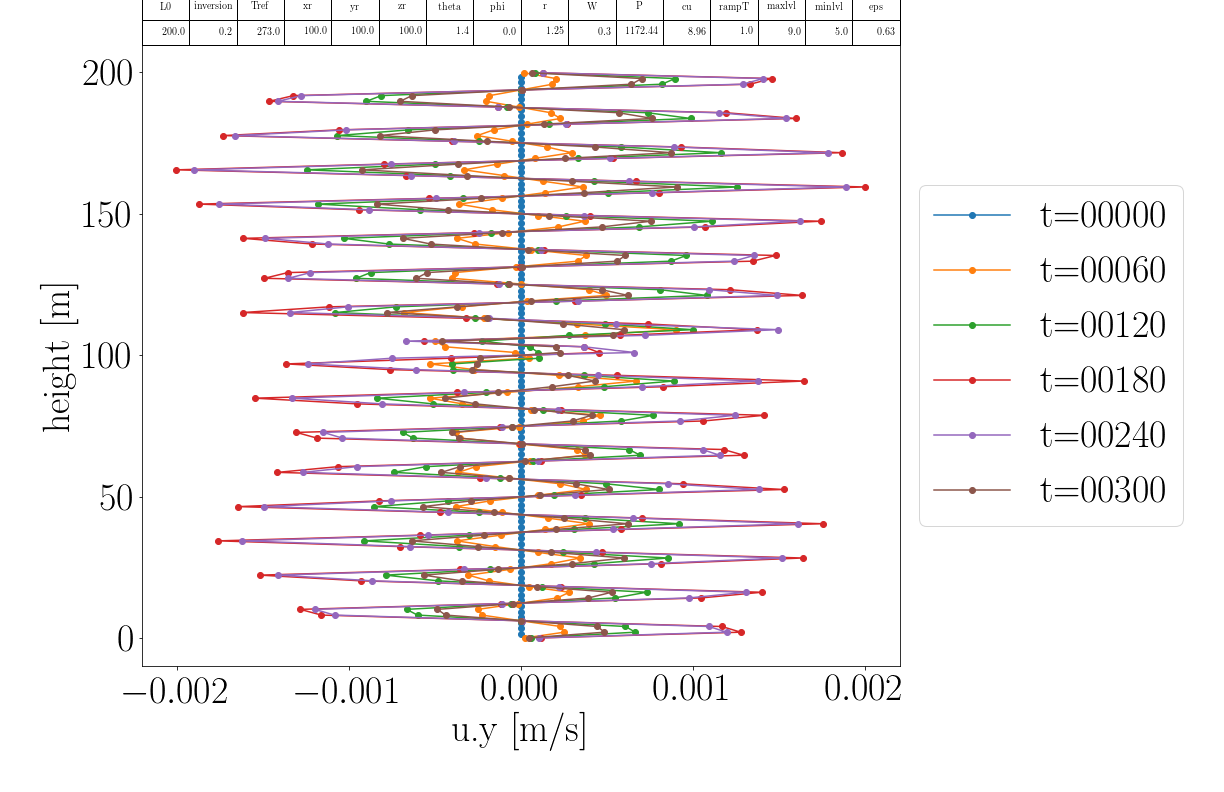 L0 inversion Tref xr yr zr theta phi r W P cu rampT maxlvl minlvl eps
200.0 0.2 273.0 100.0 100.0 100.0 1.4 0.0 1.25 0.3 1172.44 8.96 1.0 9.0 5.0 0.63
200
150
100
50
0
height [m]
−0.002 −0.001 0.000 0.001 0.002
u.y [m/s]
t=00000
t=00060
t=00120
t=00180
t=00240
t=00300